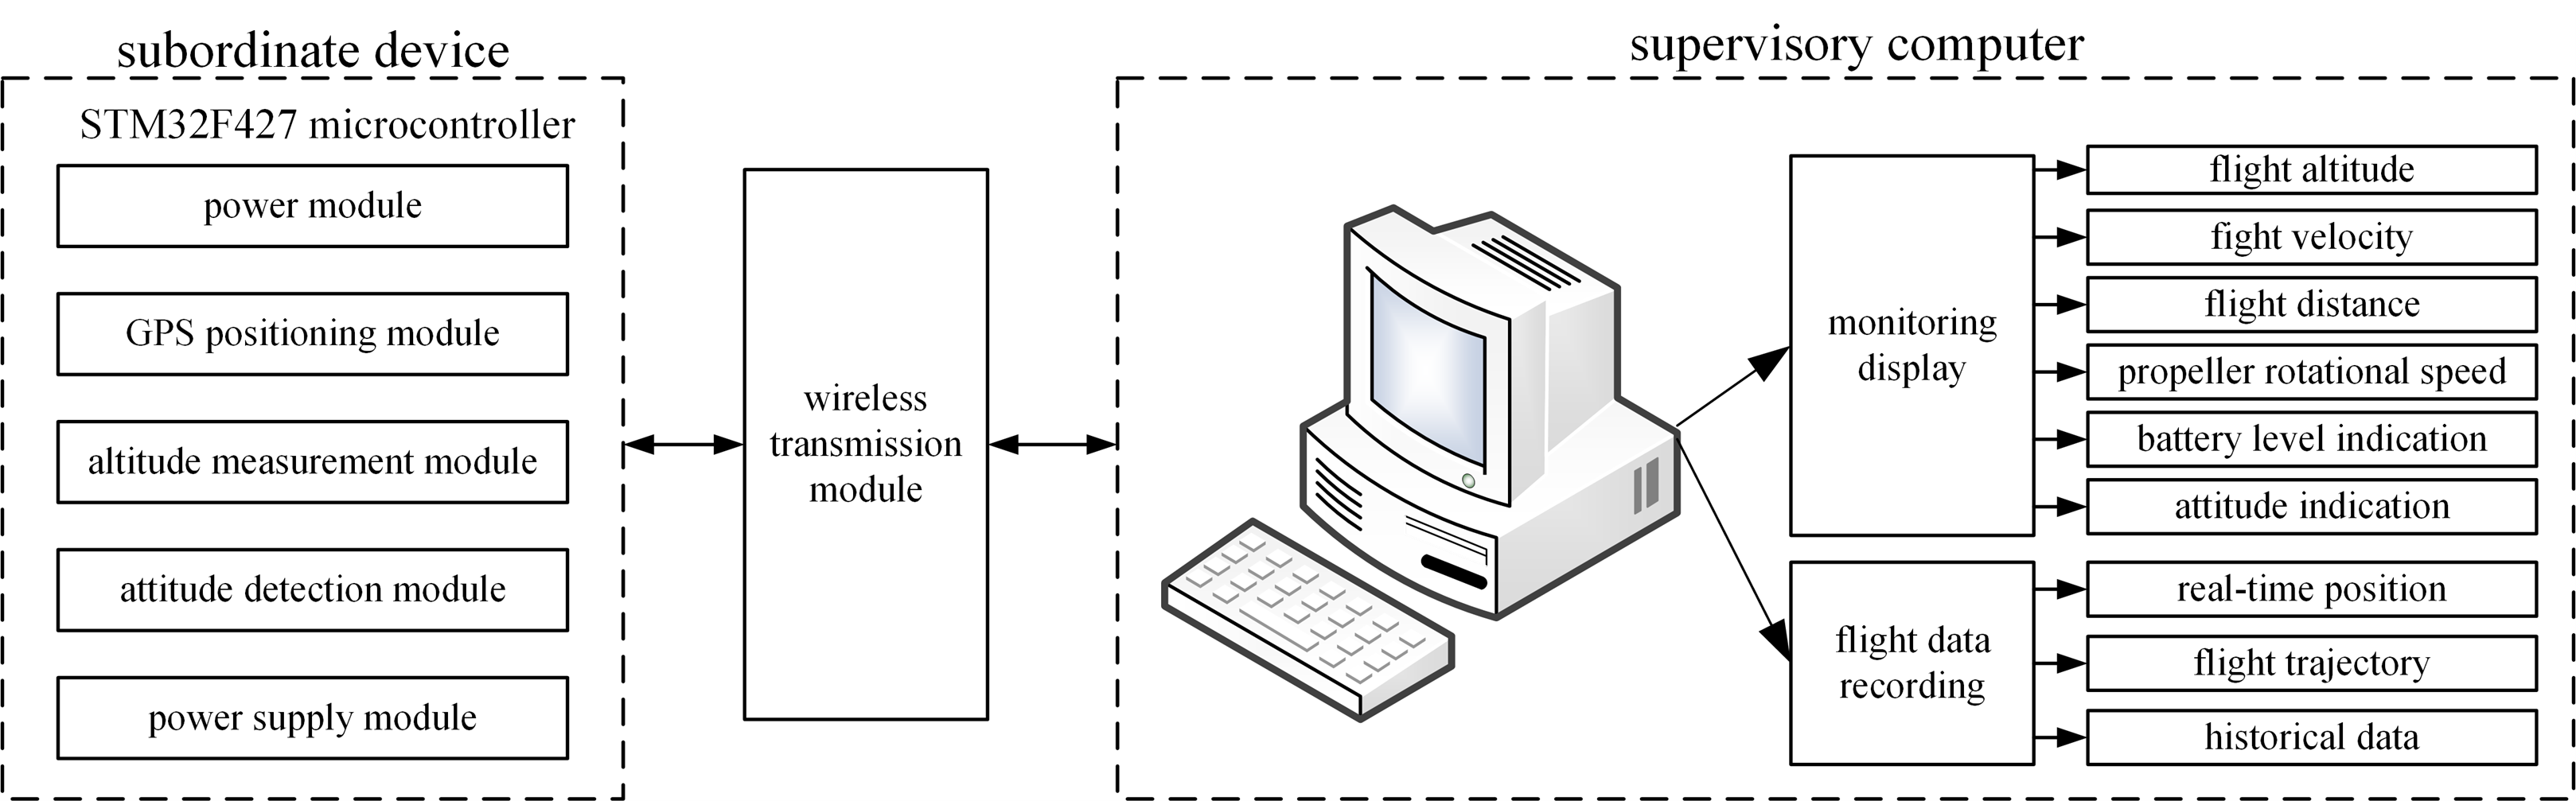 subordinate device
STM32F427 microcontroller
power module
GPS positioning module
altitude measurement module
attitude detection module
power supply module
wireless
transmission
module
supervisory computer
monitoring
display
flight altitude
fight velocity
flight distance
propeller rotational speed
battery level indication
attitude indication
flight data
recording
real-time position
flight trajectory
historical data